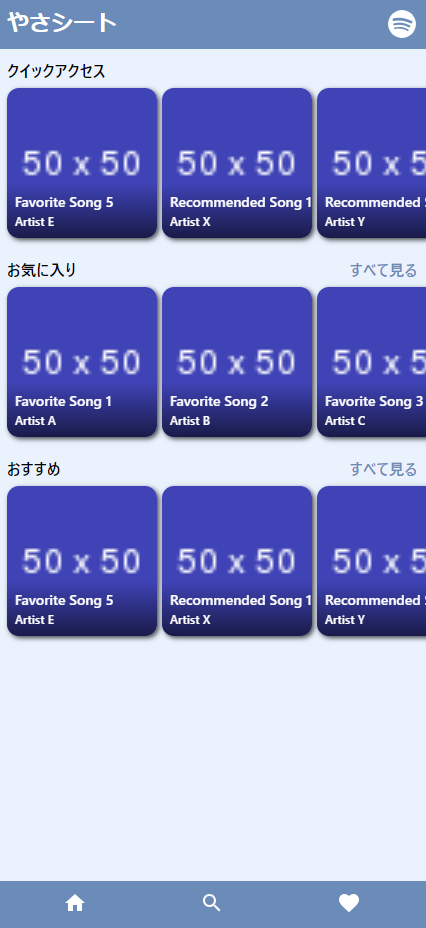 やさシート
クイックアクセス
50 x 50
50 x 50
50 x 5
Favorite Song 5
Recommended Song 1
Recommended
Artist E
Artist X
Artist Y
お気に入り
すべて見る
50 x 50
50 x 50
50 x 5
Favorite Song 1
Favorite Song 2
Favorite Song 3
Artist A
Artist B
Artist C
おすすめ
すべて見る
50 x 50
50 x 50
50 x 5
Favorite Song 5
Recommended Song 1
Recommended
Artist E
Artist X
Artist Y